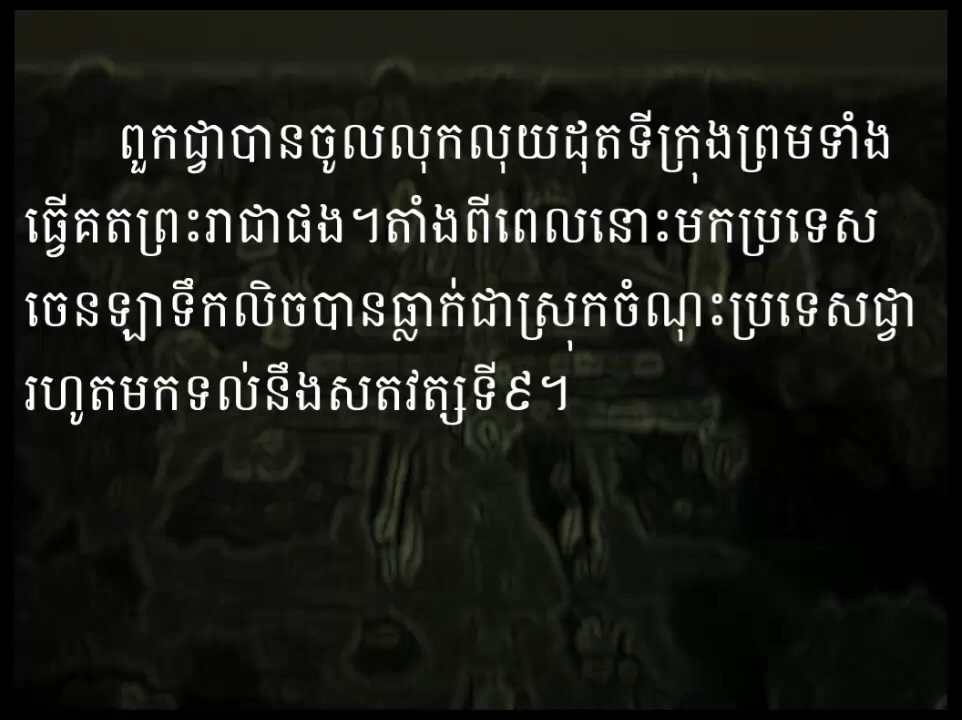 ពួកជ្វាបានចូលលុកលុយដុតទីក្រុងព្រមទាំង
ធ្វើគតព្រះរាជាផង។តាំងពីពេលនោះមកប្រទេស
ចេនឡាទឹកលិចបានធ្លាក់ជាស្រុកចំណុះប្រទេសជ្វា
រហូតមកទល់នឹងសតវត្សទី៩។